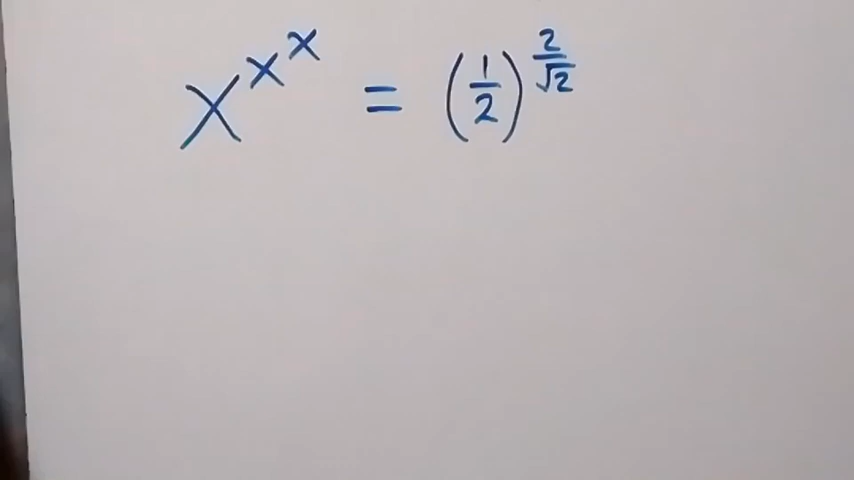 x^{x^x} = (1/2)^{2/√2}